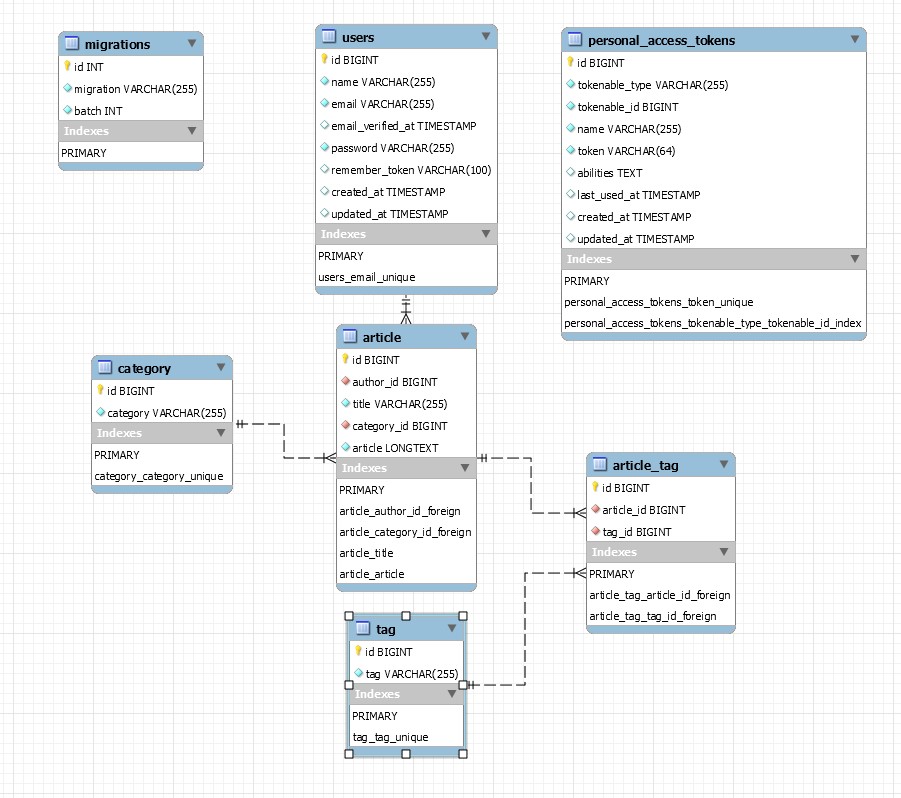 migrations
id INT
migration VARCHAR(255)
batch INT
Indexes
PRIMARY
users
id BIGINT
name VARCHAR(255)
email VARCHAR(255)
email_verified_at TIMESTAMP
password VARCHAR(255)
remember_token VARCHAR(100)
created_at TIMESTAMP
updated_at TIMESTAMP
Indexes
PRIMARY
users_email_unique
personal_access_tokens
id BIGINT
tokenable_type VARCHAR(255)
tokenable_id BIGINT
name VARCHAR(255)
token VARCHAR(64)
abilities TEXT
last_used_at TIMESTAMP
created_at TIMESTAMP
updated_at TIMESTAMP
Indexes
PRIMARY
personal_access_tokens_token_unique
personal_access_tokens_tokenable_type_tokenable_id_index
category
id BIGINT
category VARCHAR(255)
Indexes
PRIMARY
category_category_unique
article
id BIGINT
author_id BIGINT
title VARCHAR(255)
category_id BIGINT
article LONGTEXT
Indexes
PRIMARY
article_author_id_foreign
article_category_id_foreign
article_title
article_article
article_tag
id BIGINT
article_id BIGINT
tag_id BIGINT
Indexes
PRIMARY
article_tag_article_id_foreign
article_tag_tag_id_foreign
tag
id BIGINT
tag VARCHAR(255)
Indexes
PRIMARY
tag_tag_unique